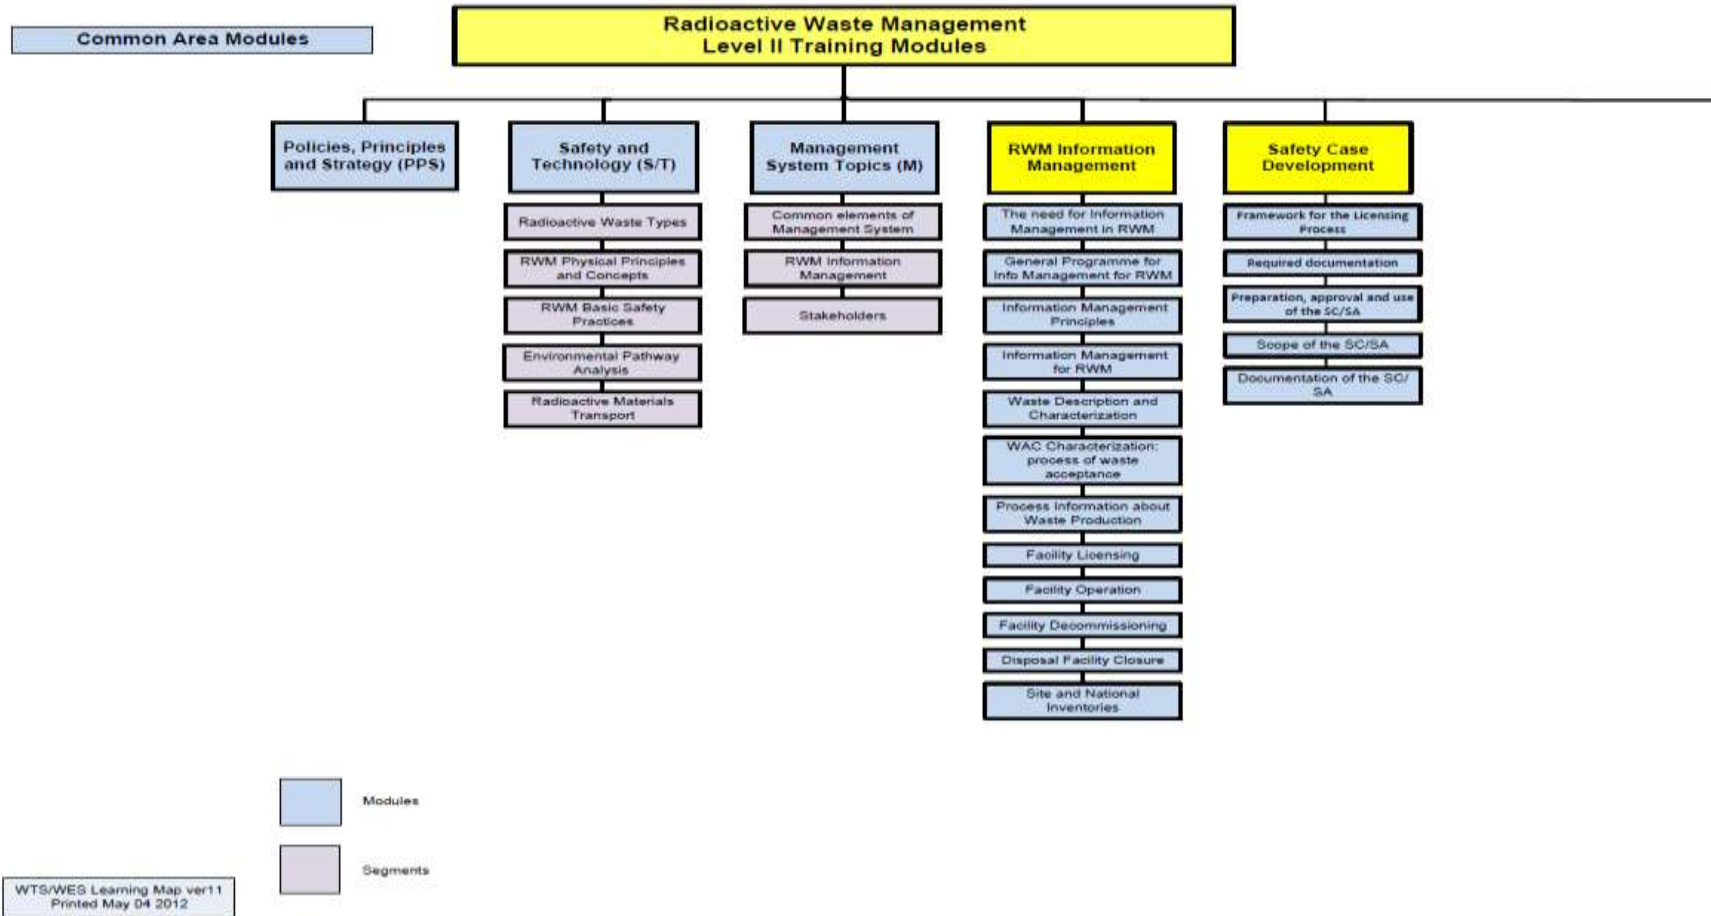 Common Area Modules
Radioactive Waste Management
Level II Training Modules
Policies, Principles
and Strategy (PPS)
Safety and
Technology (S/T)
Radioactive Waste Types
RWM Physical Principles
and Concepts
RWM Basic Safety
Practices
Environmental Pathway
Analysis
Radioactive Materials
Transport
Management
System Topics (M)
Common elements of
Management System
RWM Information
Management
Stakeholders
RWM Information
Management
The need for Information
Management in RWM
General Programme for
Info Management for RWM
Information Management
Principles
Information Management
for RWM
Waste Description and
Characterization
WAC Characterization:
process of waste
acceptance
Process Information about
Waste Production
Facility Licensing
Facility Operation
Facility Decommissioning
Disposal Facility Closure
Site and National
Inventories
Safety Case
Development
Framework for the Licensing
Process
Required documentation
Preparation, approval and use
of the SC/SA
Scope of the SC/SA
Documentation of the SC/
SA
Modules
Segments
WTS/WES Learning Map ver11
Printed May 04 2012